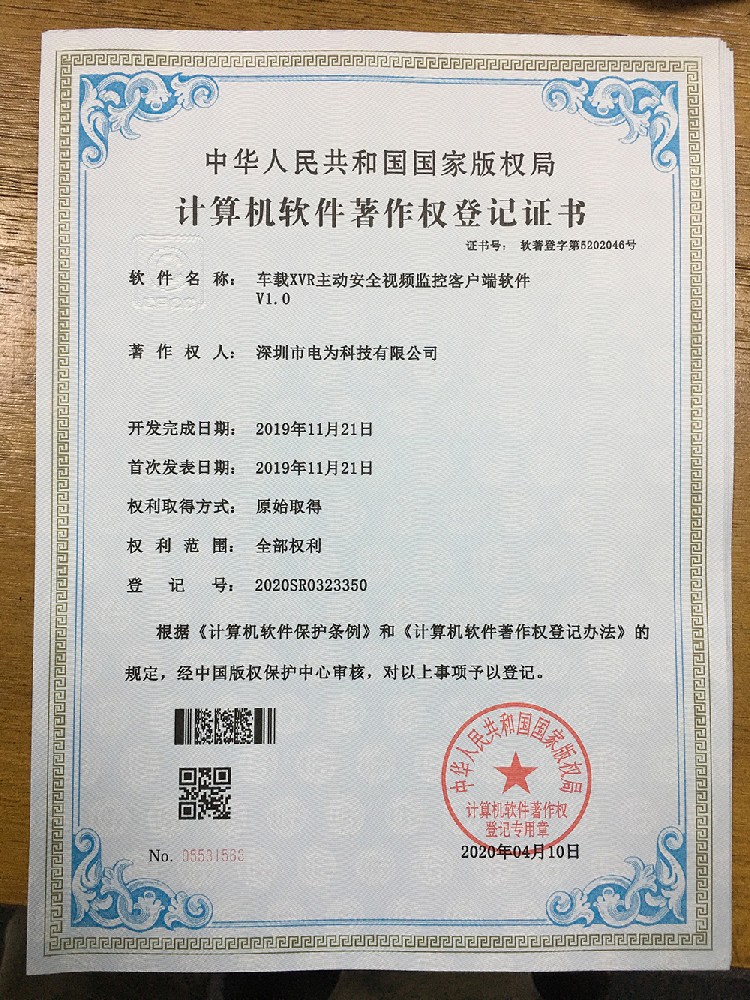 中华人民共和国国家版权局
计算机软件著作权登记证书
证书号： 软著登字第5202046号
软件名称： 车载XVR主动安全视频监控客户端软件
V1.0
著作权人： 深圳市电为科技有限公司
开发完成日期： 2019年11月21日
首次发表日期： 2019年11月21日
权利取得方式： 原始取得
权利范围： 全部权利
登记号： 2020SR0323350
根据《计算机软件保护条例》和《计算机软件著作权登记办法》的
规定，经中国版权保护中心审核，对以上事项予以登记。
中华人民共和国国家版权局
计算机软件著作权
登记专用章
No.
2020年04月10日